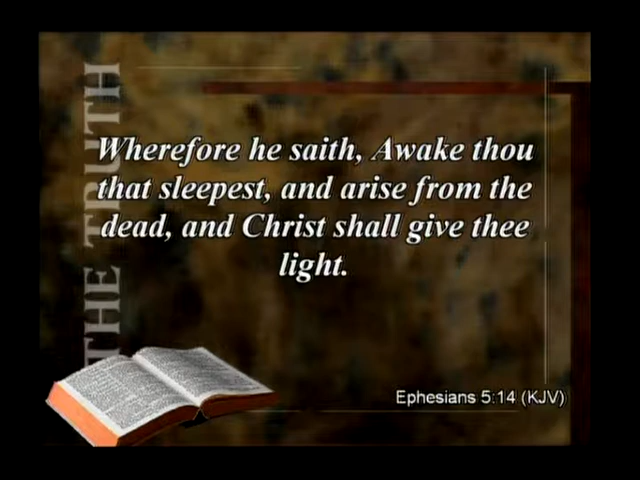 THE TRUTH
Wherefore he saith, Awake thou
that sleepest, and arise from the
dead, and Christ shall give thee
light.
Ephesians 5:14 (KJV)